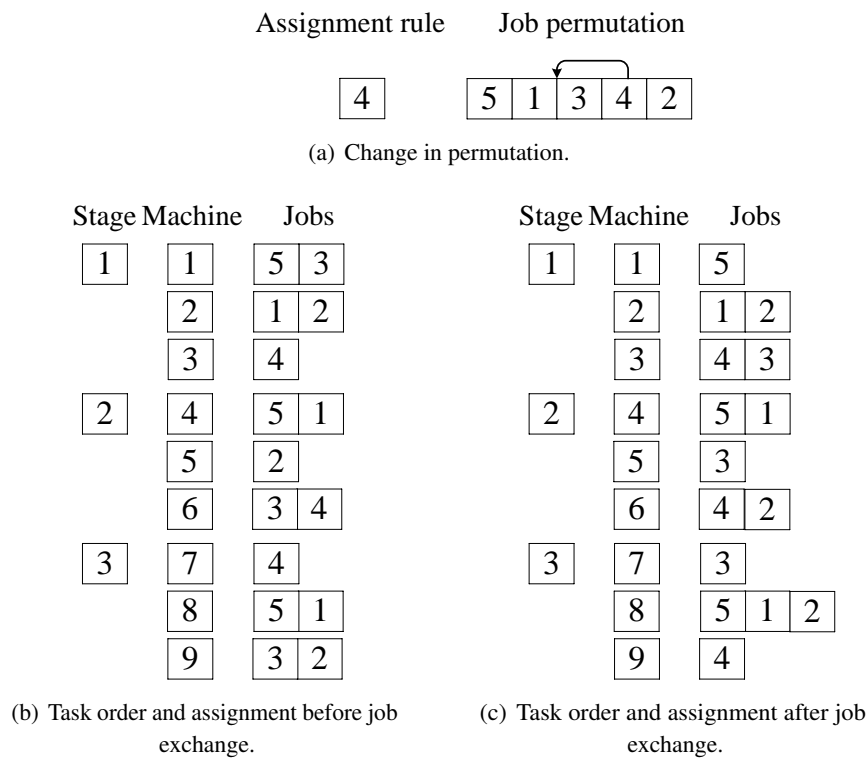 Assignment rule Job permutation
4 5 1 3 4 2
(a) Change in permutation.
Stage Machine Jobs
1 1 5 3
2 1 2
3 4
2 4 5 1
5 2
6 3 4
3 7 4
8 5 1
9 3 2
(b) Task order and assignment before job
exchange.
Stage Machine Jobs
1 1 5
2 1 2
3 4 3
2 4 5 1
5 3
6 4 2
3 7 3
8 5 1 2
9 4
(c) Task order and assignment after job
exchange.